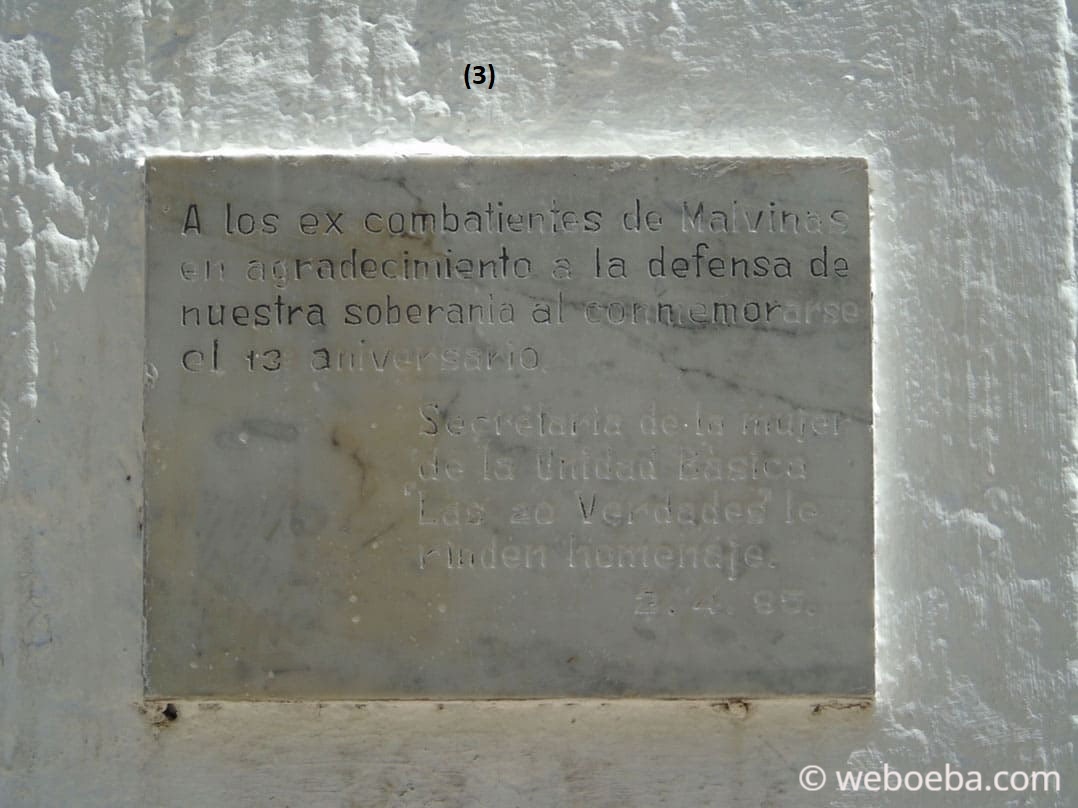 (3)
A los ex combatientes de Malvinas
en agradecimiento a la defensa de
nuestra soberania al conmemorarse
el 13 aniversario
Secretaria de la mujer
de la Unidad Básica
"Las 20 Verdades" le
rinden homenaje.
2.4.95.
© weboeba.com